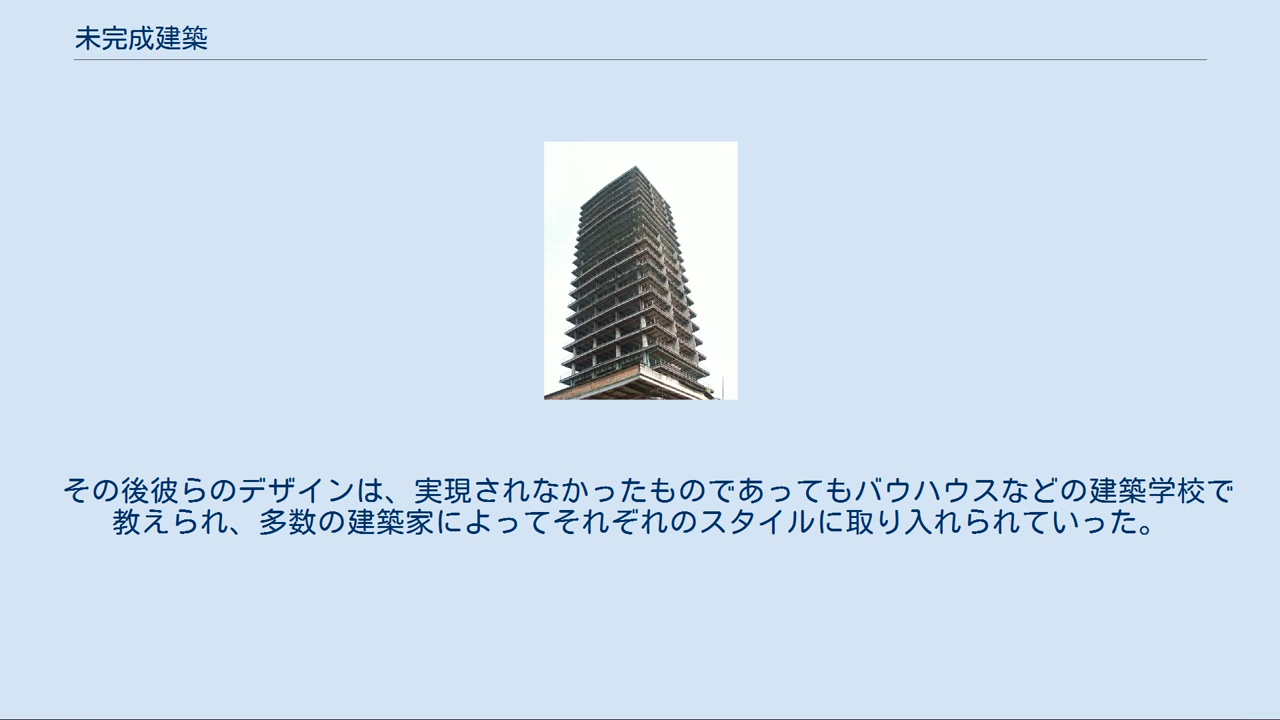 未完成建築
その後彼らのデザインは、実現されなかったものであってもバウハウスなどの建築学校で
教えられ、多数の建築家によってそれぞれのスタイルに取り入れられていった。